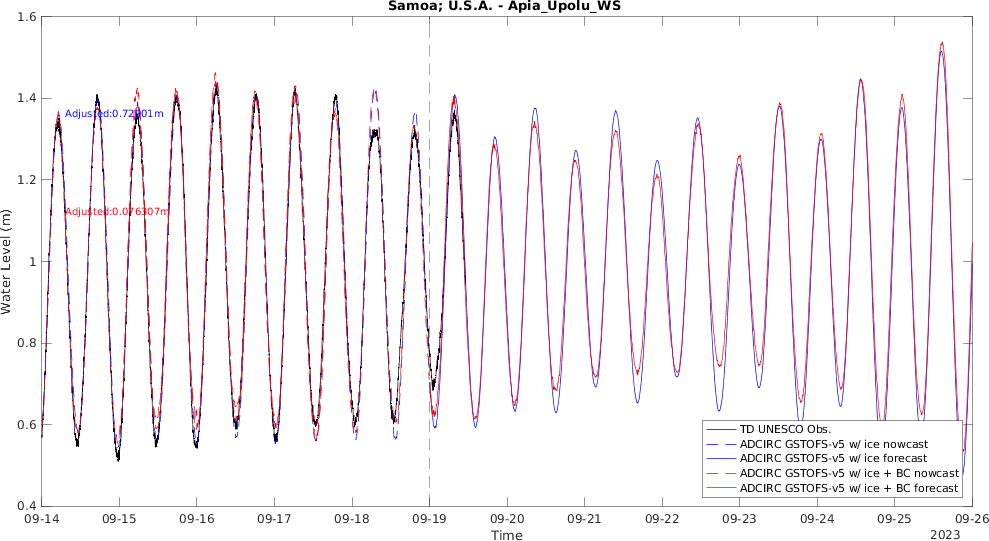 Samoa; U.S.A. - Apia_Upolu_WS
1.6
1.4
1.2
1
0.8
0.6
0.4
Water Level (m)
Adjusted:0.076307m
TD UNESCO Obs.
ADCIRC GSTOFS-v5 w/ ice nowcast
ADCIRC GSTOFS-v5 w/ ice forecast
ADCIRC GSTOFS-v5 w/ ice + BC nowcast
ADCIRC GSTOFS-v5 w/ ice + BC forecast
09-14 09-15 09-16 09-17 09-18 09-19 09-20 09-21 09-22 09-23 09-24 09-25 09-26
Time
2023